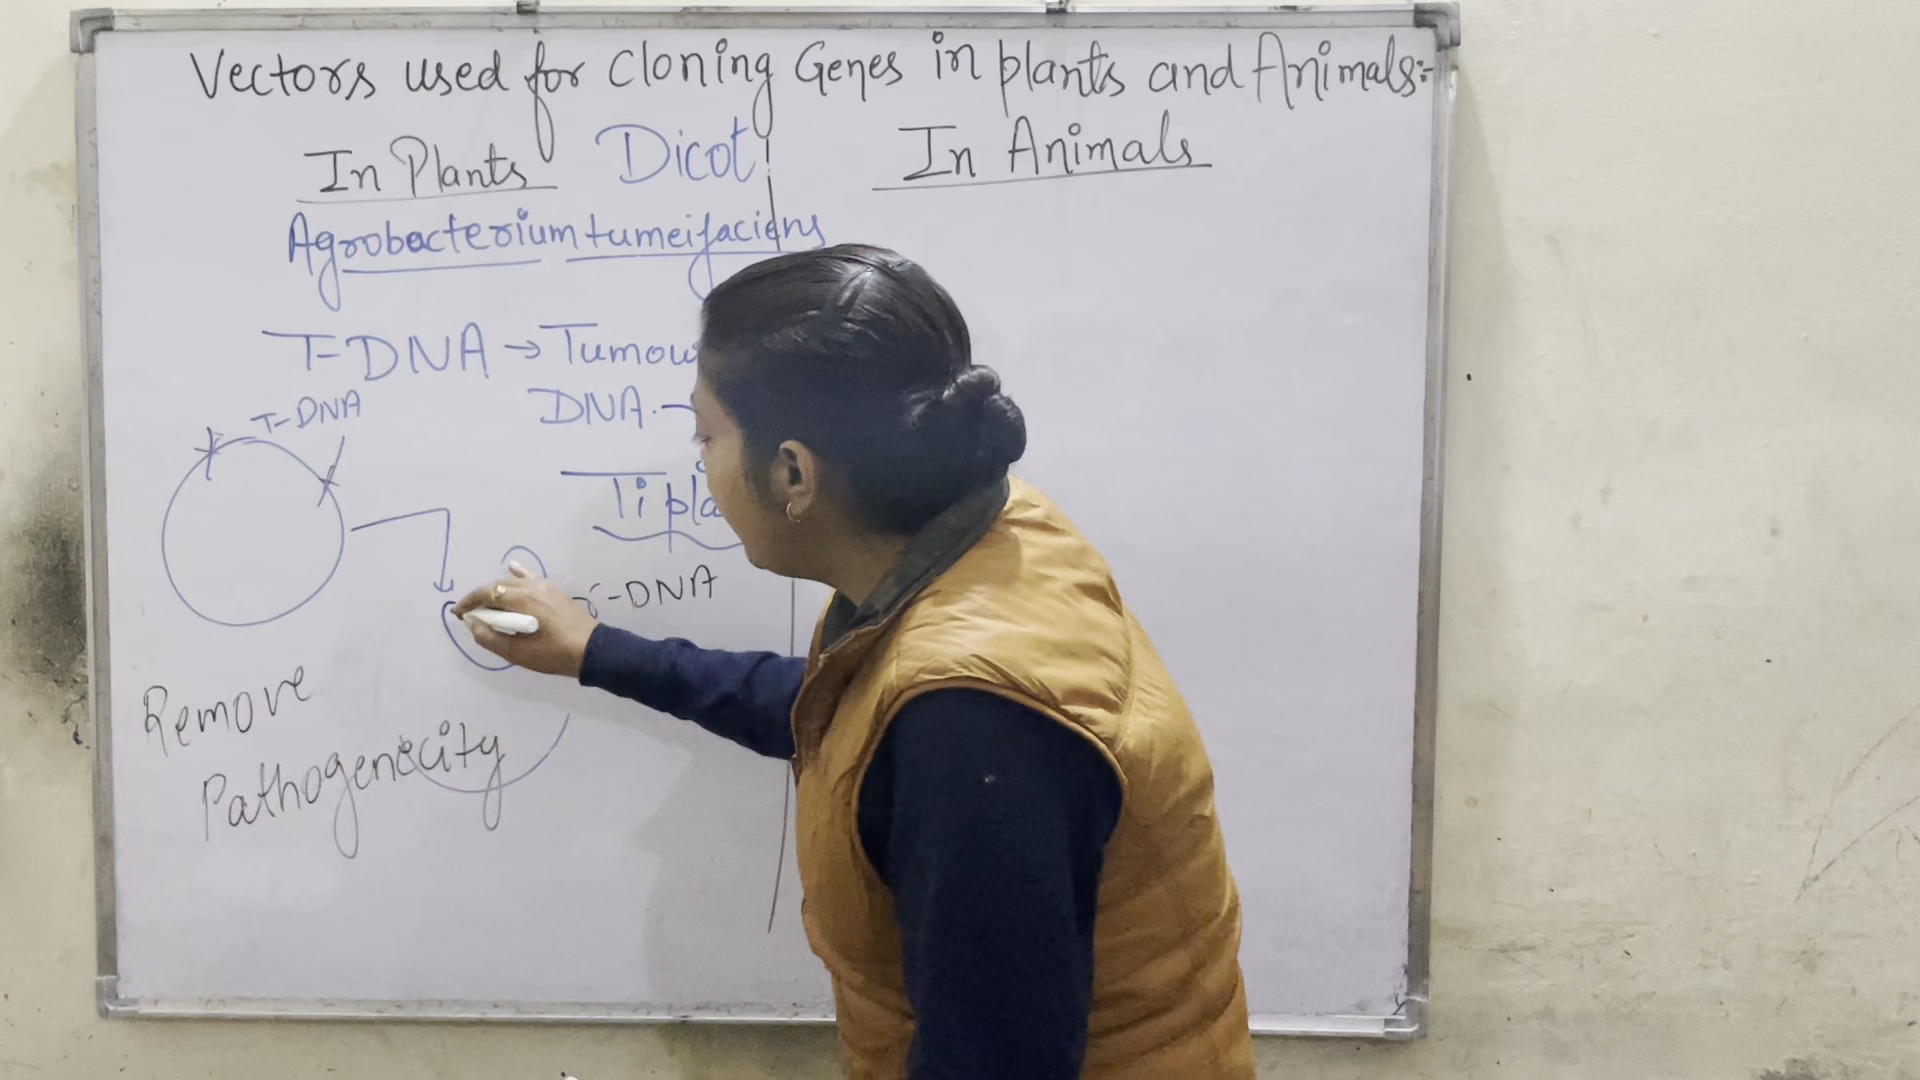 Vectors used for cloning Genes in plants and Animals:-
In Plants Dicot
In Animals
Agrobacterium tumeifaciens
T-DNA → Tumou
DNA. →
T-DNA
Ti pla
r-DNA
Remove
Pathogenecity